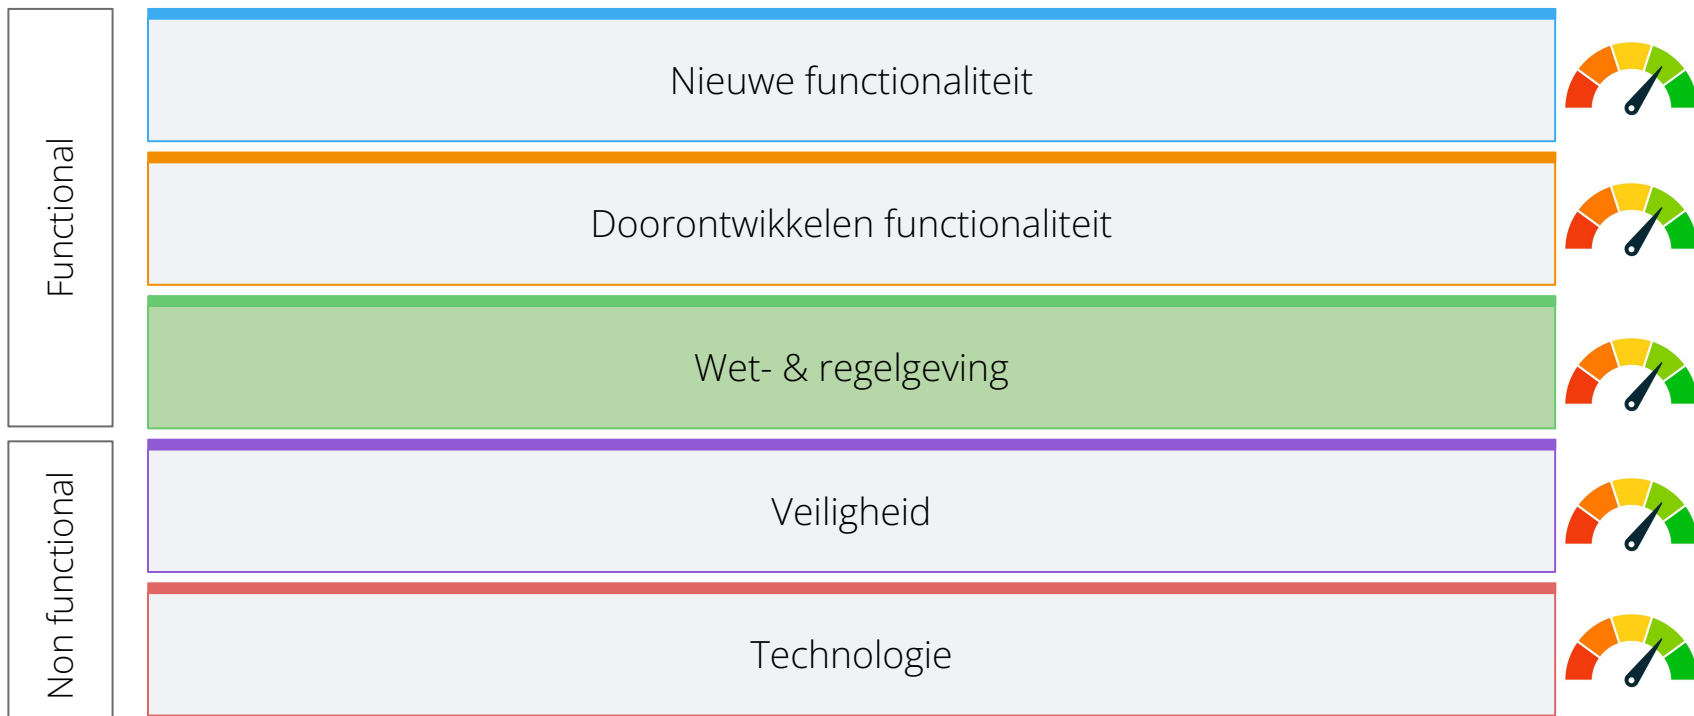 Functional
Nieuwe functionaliteit
Doorontwikkelen functionaliteit
Wet- & regelgeving
Non functional
Veiligheid
Technologie